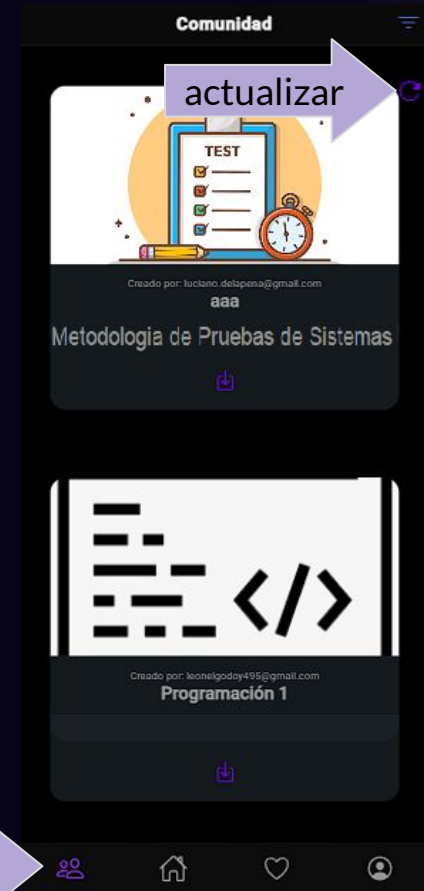 Comunidad
actualizar
TEST
Creado por: luciano.delapena@gmail.com
aaa
Metodologia de Pruebas de Sistemas
Creado por: leonelgodoy495@gmail.com
Programación 1